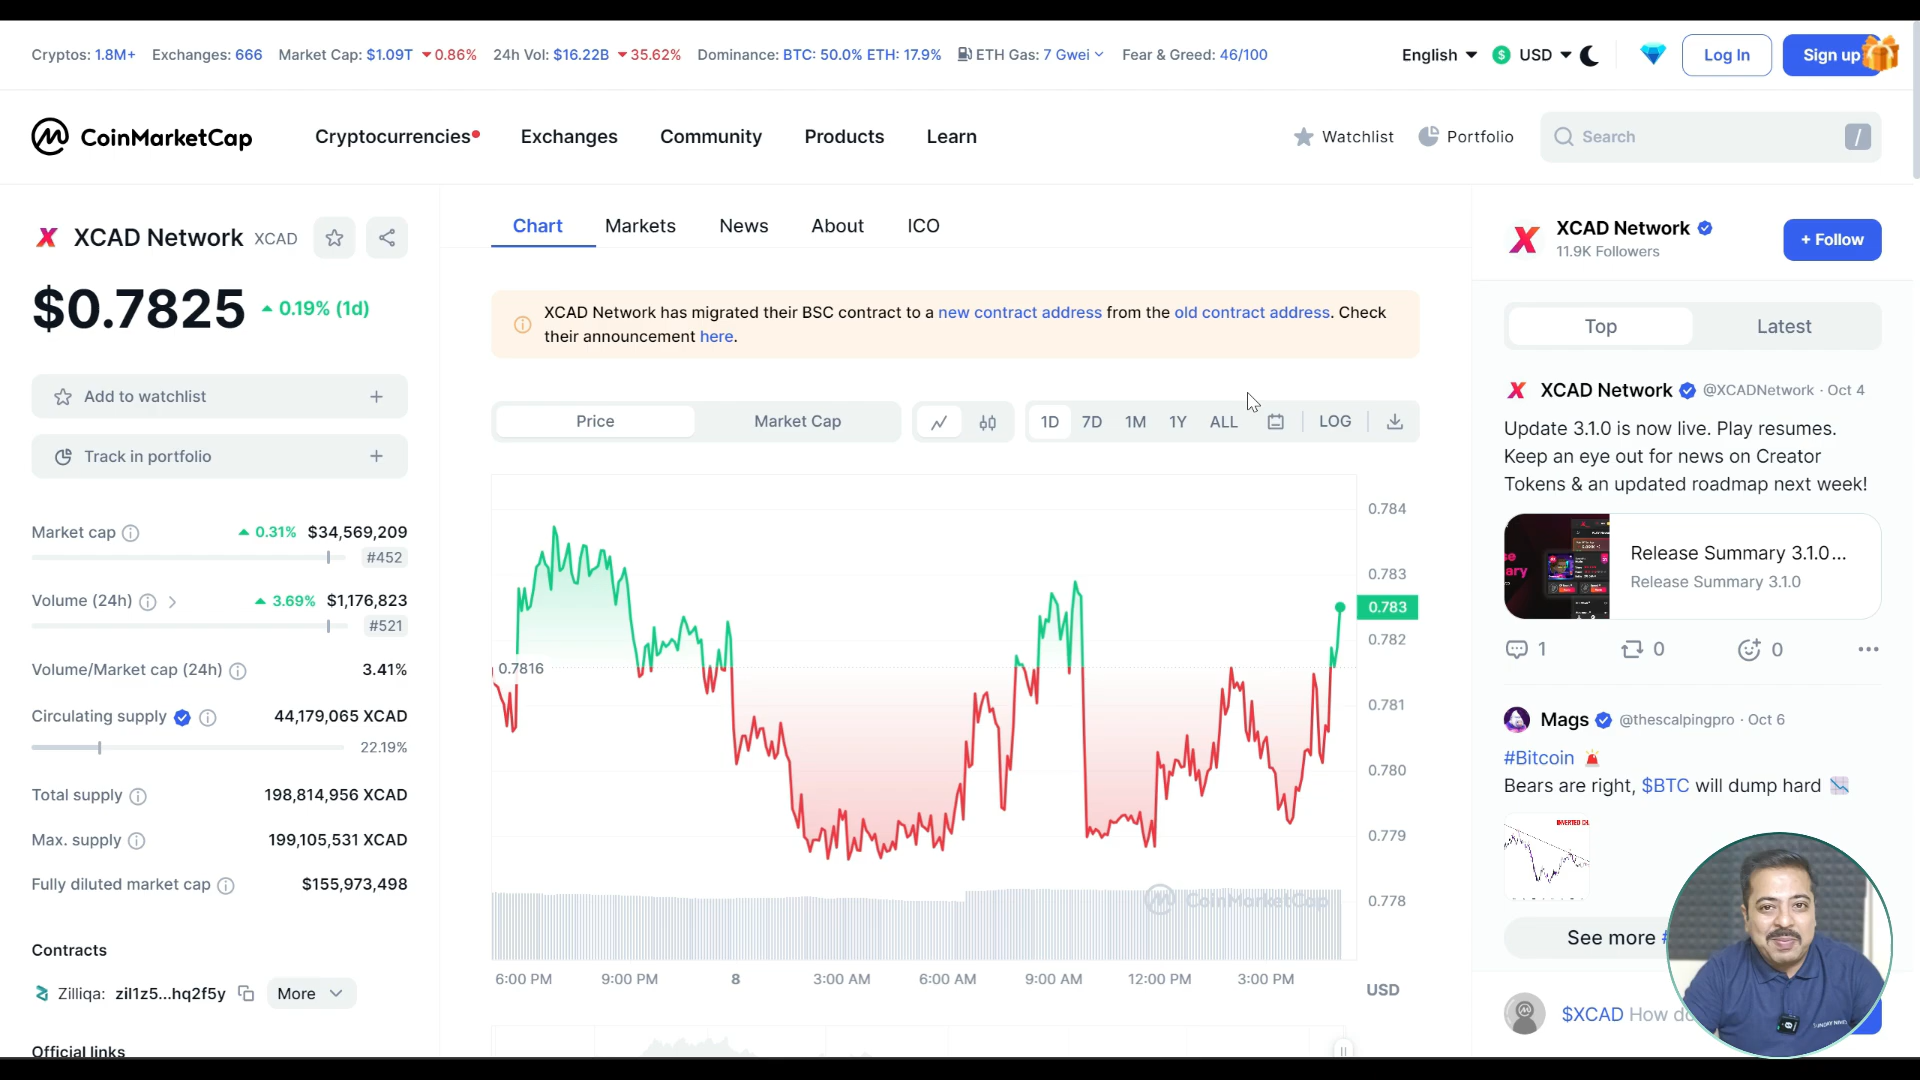 Cryptos: 1.8M+ Exchanges: 666 Market Cap: $1.09T 0.86% 24h Vol: $16.22B 35.62% Dominance: BTC: 50.0% ETH: 17.9% ETH Gas: 7 Gwei Fear & Greed: 46/100
English $ USD Log In Sign up
CoinMarketCap Cryptocurrencies Exchanges Community Products Learn
Watchlist Portfolio Search /
XCAD Network XCAD
$0.7825 0.19% (1d)
Add to watchlist +
Track in portfolio +
Market cap 0.31% $34,569,209
#452
Volume (24h) 3.69% $1,176,823
#521
Volume/Market cap (24h) 3.41%
Circulating supply 44,179,065 XCAD
22.19%
Total supply 198,814,956 XCAD
Max. supply 199,105,531 XCAD
Fully diluted market cap $155,973,498
Contracts
Zilliqa: zil1z5...hq2f5y More
Official links
Chart Markets News About ICO
XCAD Network has migrated their BSC contract to a new contract address from the old contract address. Check
their announcement here.
Price Market Cap 1D 7D 1M 1Y ALL LOG
0.784
0.783
0.783
0.782
0.7816
0.781
0.780
0.779
0.778
CoinMarketCap
6:00 PM 9:00 PM 8 3:00 AM 6:00 AM 9:00 AM 12:00 PM 3:00 PM
USD
XCAD Network
11.9K Followers
+ Follow
Top Latest
XCAD Network @XCADNetwork · Oct 4
Update 3.1.0 is now live. Play resumes.
Keep an eye out for news on Creator
Tokens & an updated roadmap next week!
Release Summary 3.1.0...
Release Summary 3.1.0
1 0 0
Mags @thescalpingpro · Oct 6
#Bitcoin
Bears are right, $BTC will dump hard
See more #
$XCAD How do